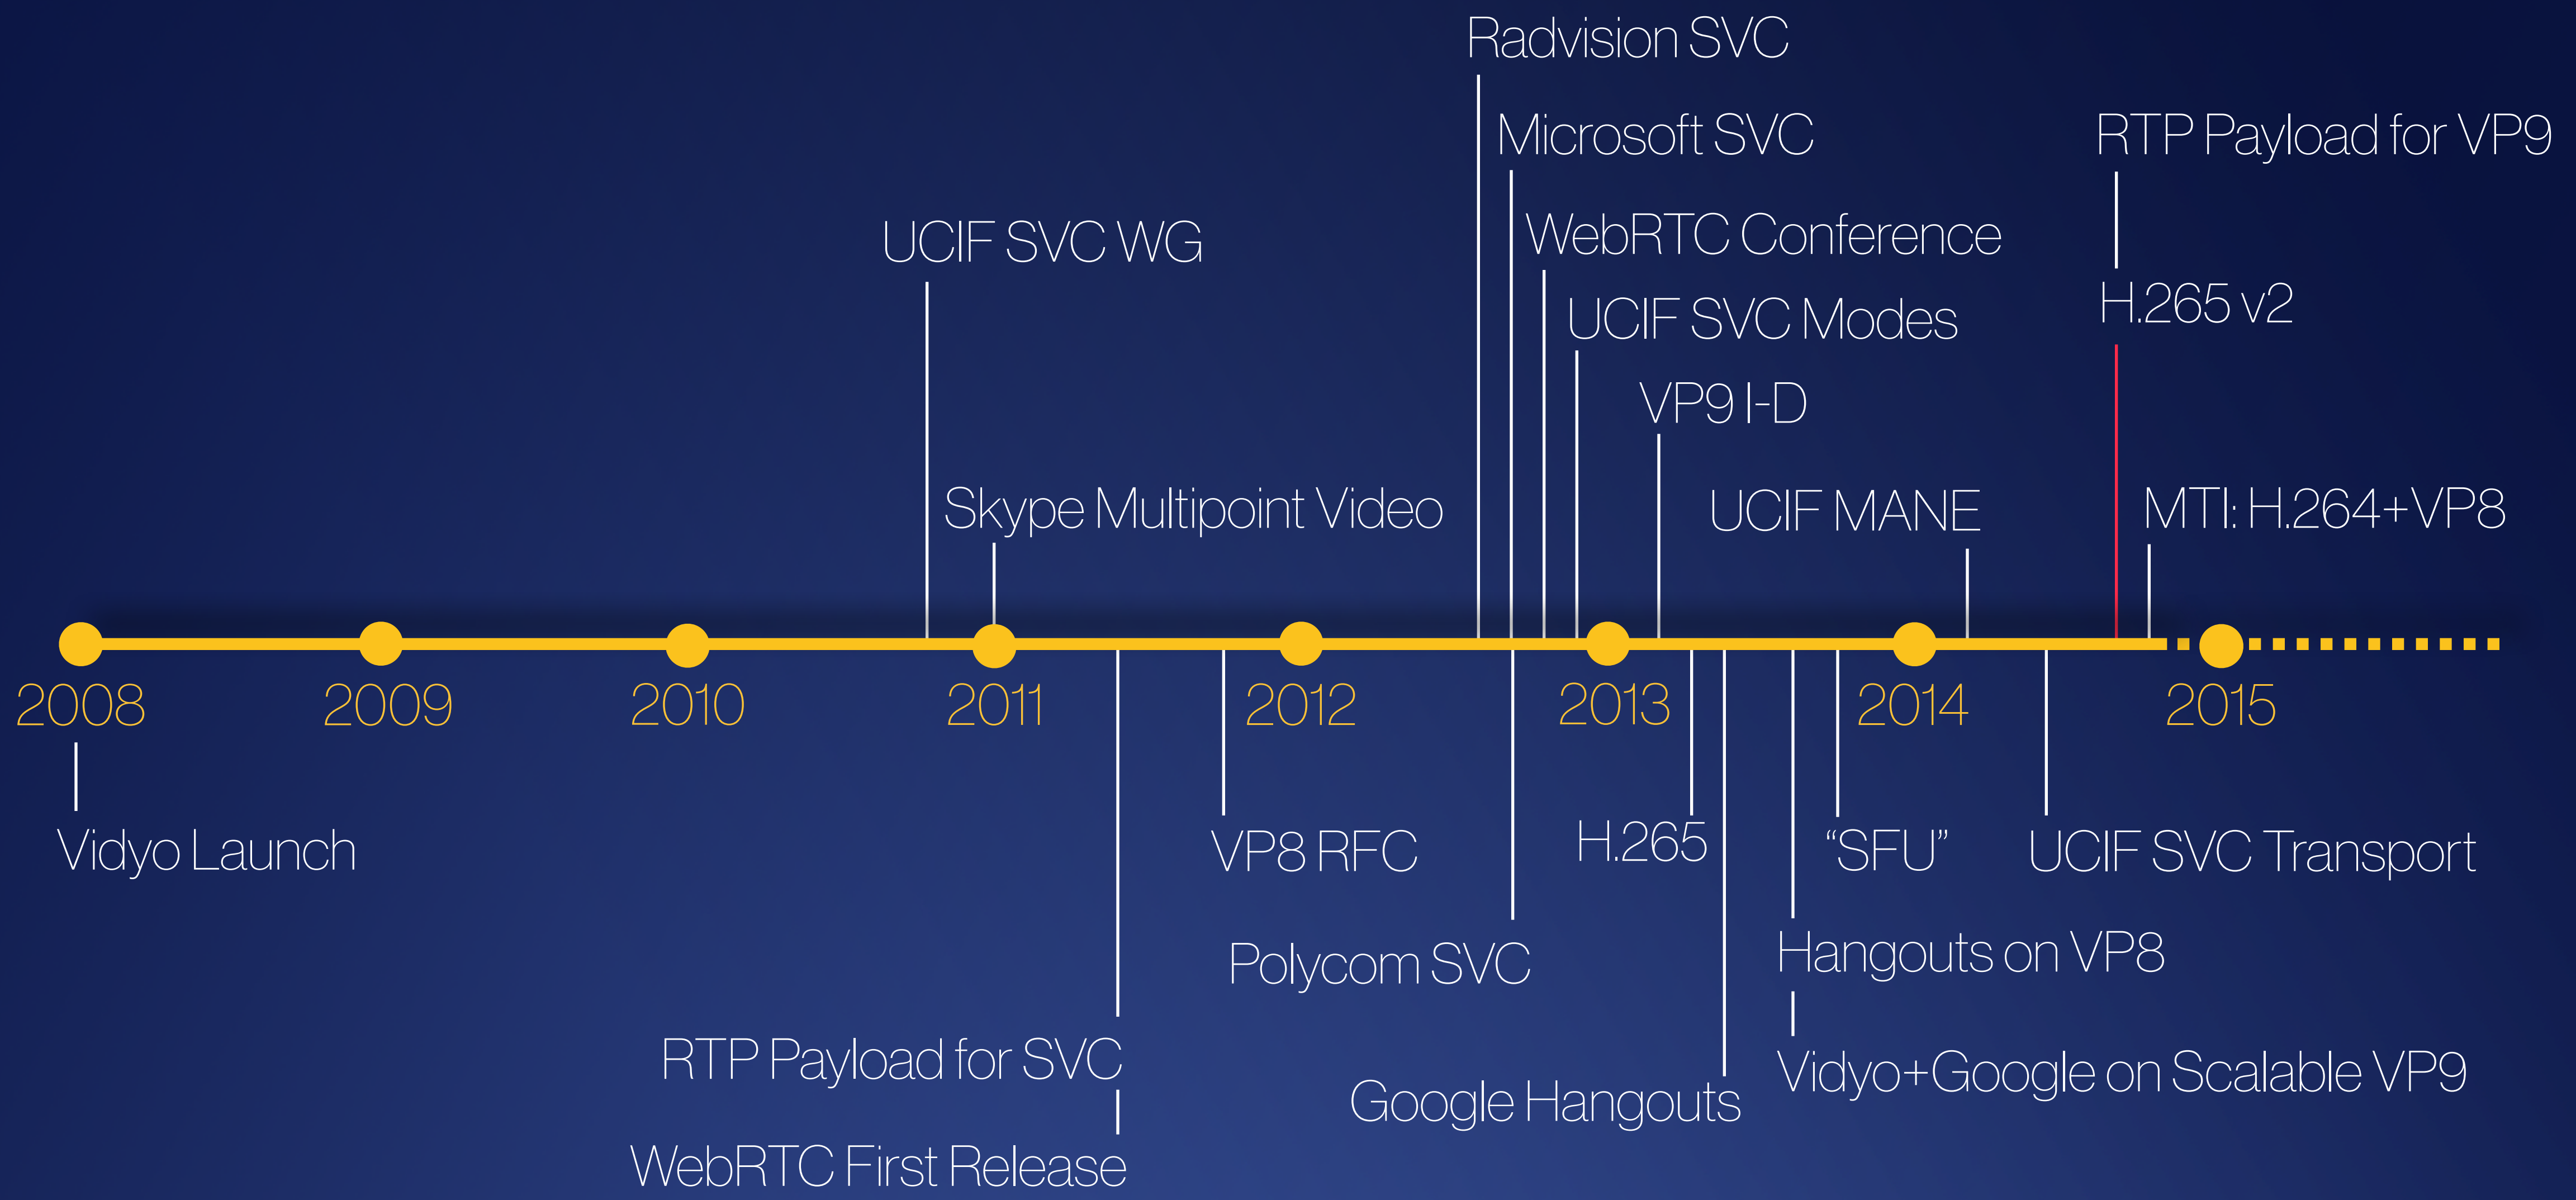 Radvision SVC
Microsoft SVC
RTP Payload for VP9
WebRTC Conference
UCIF SVC WG
H.265 v2
UCIF SVC Modes
VP9 I-D
Skype Multipoint Video
UCIF MANE
MTI: H.264+VP8
2008
2009
2010
2011
2012
2013
2014
2015
Vidyo Launch
VP8 RFC
H.265
“SFU”
UCIF SVC Transport
Polycom SVC
Hangouts on VP8
RTP Payload for SVC
Google Hangouts
Vidyo+Google on Scalable VP9
WebRTC First Release